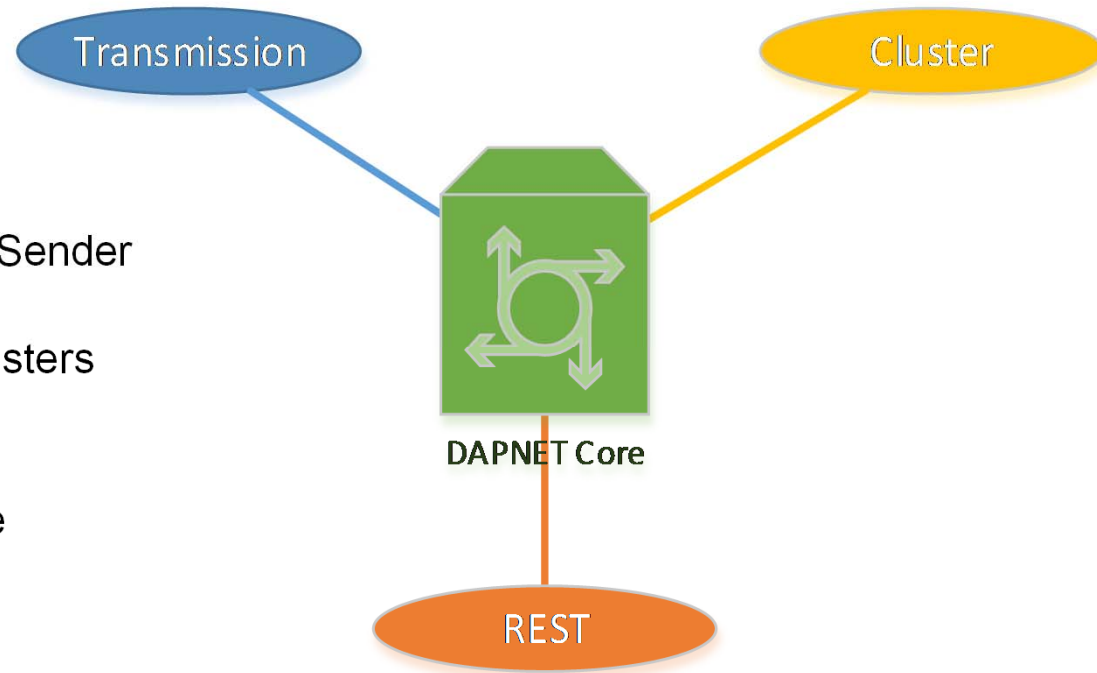 Transmission
Cluster
Sender
sters
DAPNET Core
e
REST